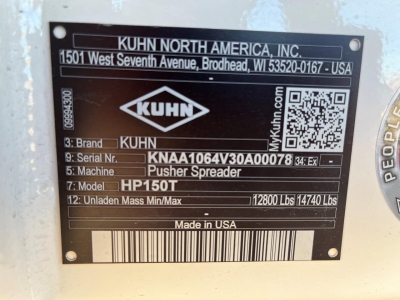 KUHN NORTH AMERICA, INC.
1501 West Seventh Avenue, Brodhead, WI 53520-0167 - USA
09994300
KUHN
MyKuhn.com
3: Brand KUHN
9: Serial Nr. KNAA1064V30A00078 34: Ex -
5: Machine Pusher Spreader
7: Model HP150T
12: Unladen Mass Min/Max 12800 Lbs 14740 Lbs
Made in USA
PEOPLE